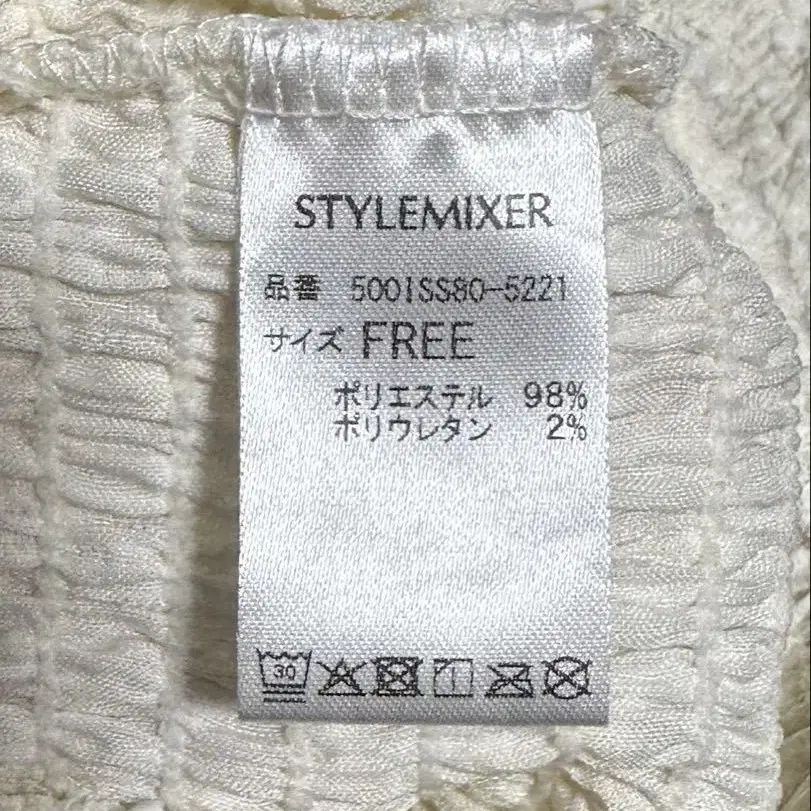 STYLEMIXER
品番 5001SS80-5221
サイズ FREE
ポリエステル 98%
ポリウレタン 2%
30